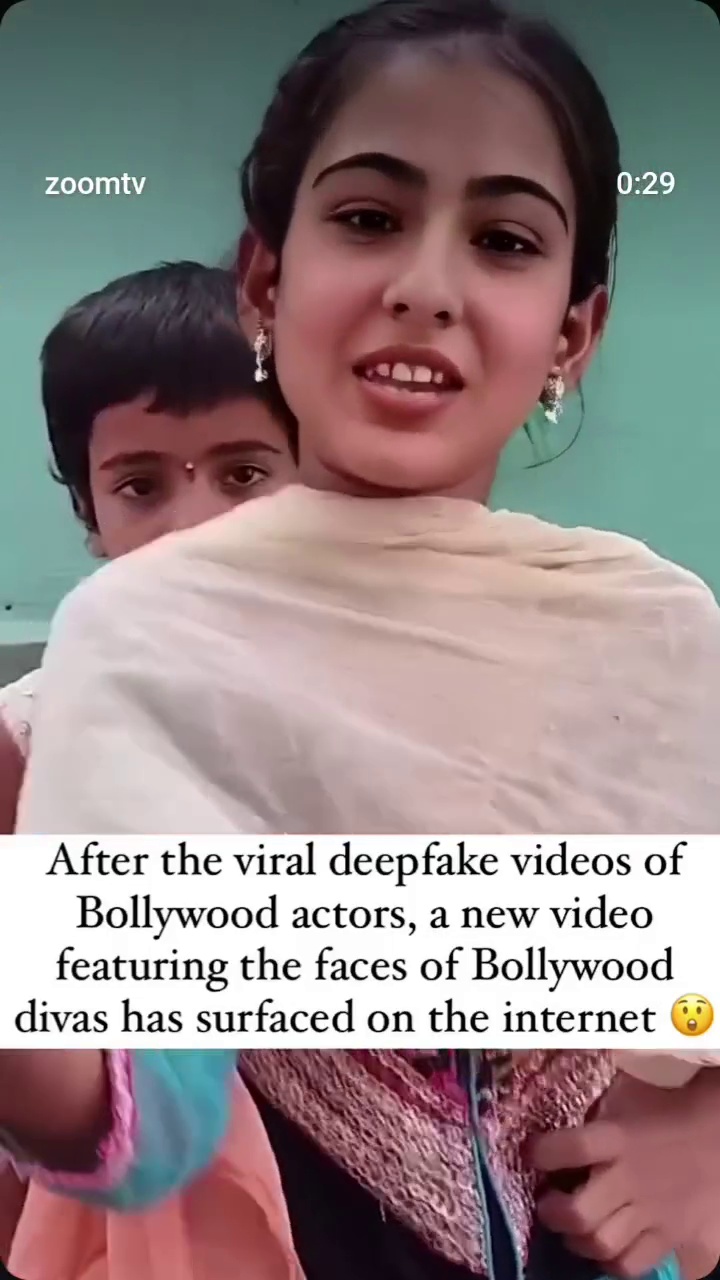 zoomtv
0:29
After the viral deepfake videos of
Bollywood actors, a new video
featuring the faces of Bollywood
divas has surfaced on the internet 😲